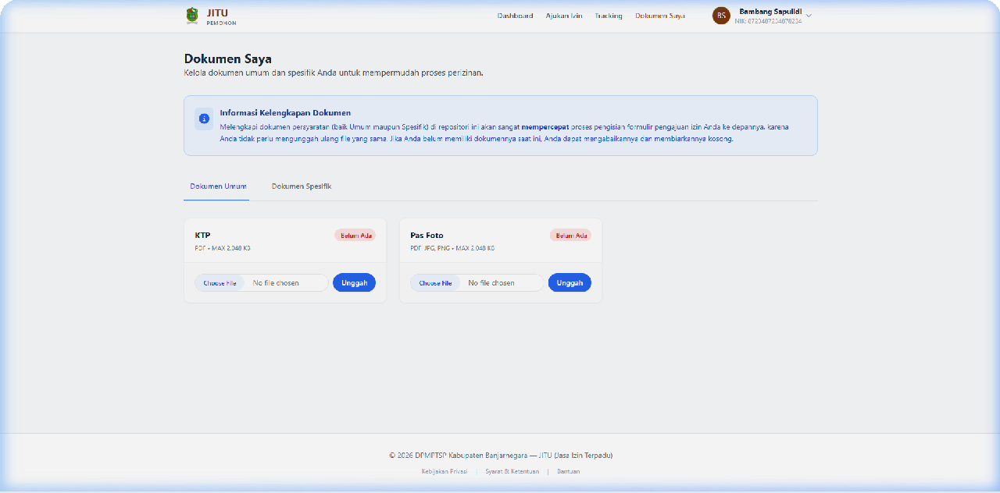 JITU
PEMOHON
Dashboard
Ajukan Izin
Tracking
Dokumen Saya
BS
Bambang Sapulidi
NIK: 8723487234878234
Dokumen Saya
Kelola dokumen umum dan spesifik Anda untuk mempermudah proses perizinan.
Informasi Kelengkapan Dokumen
Melengkapi dokumen persyaratan (baik Umum maupun Spesifik) di repositori ini akan sangat mempercepat proses pengisian formulir pengajuan izin Anda ke depannya, karena
Anda tidak perlu mengunggah ulang file yang sama. Jika Anda belum memiliki dokumennya saat ini, Anda dapat mengabaikannya dan membiarkannya kosong.
Dokumen Umum
Dokumen Spesifik
KTP
Belum Ada
PDF • MAX 2.048 KB
Choose File
No file chosen
Unggah
Pas Foto
Belum Ada
PDF, JPG, PNG • MAX 2.048 KB
Choose File
No file chosen
Unggah
© 2026 DPMPTSP Kabupaten Banjarnegara — JITU (Jasa Izin Terpadu)
Kebijakan Privasi | Syarat & Ketentuan | Bantuan